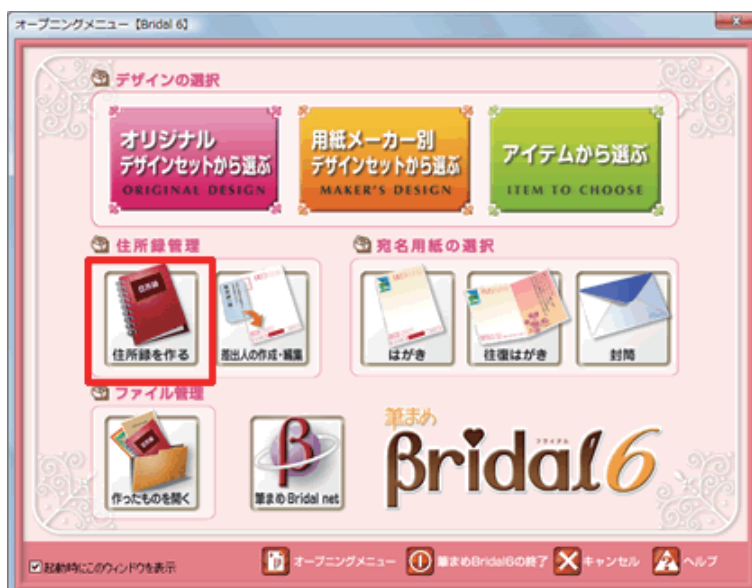 オープニングメニュー【Bridal 6】
デザインの選択
オリジナル
デザインセットから選ぶ
ORIGINAL DESIGN
用紙メーカー別
デザインセットから選ぶ
MAKER'S DESIGN
アイテムから選ぶ
ITEM TO CHOOSE
住所録管理
宛名用紙の選択
住所録
住所録を作る
差出人の作成・編集
はがき
往復はがき
封筒
ファイル管理
作ったものを開く
筆まめ Bridal net
筆まめ
ブライダル
Bridal 6
起動時にこのウィンドウを表示
オープニングメニュー
筆まめBridal6の終了
キャンセル
ヘルプ